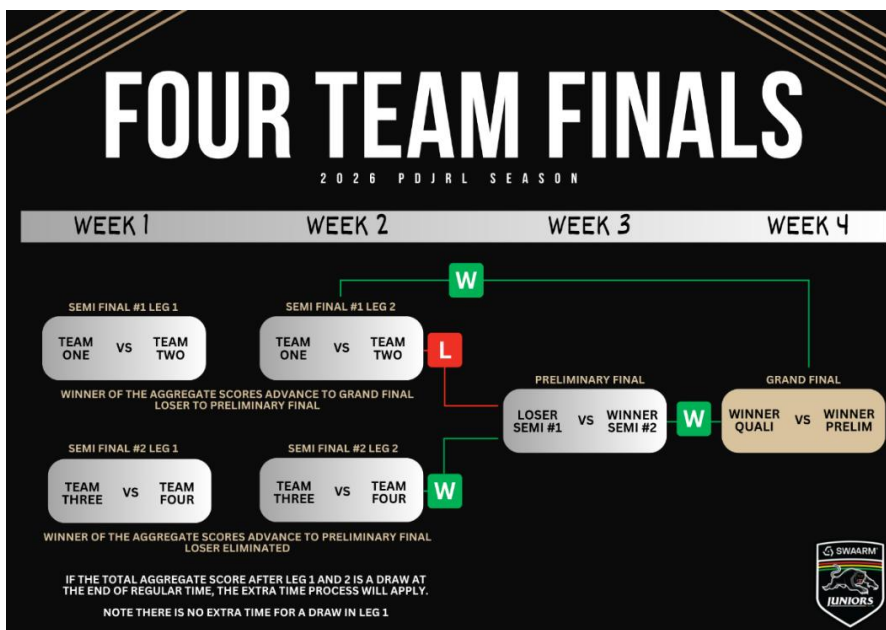 FOUR TEAM FINALS
2026 PDJRL SEASON
WEEK 1
WEEK 2
WEEK 3
WEEK 4
W
SEMI FINAL #1 LEG 1
TEAM ONE VS TEAM TWO
SEMI FINAL #1 LEG 2
TEAM ONE VS TEAM TWO
L
WINNER OF THE AGGREGATE SCORES ADVANCE TO GRAND FINAL
LOSER TO PRELIMINARY FINAL
PRELIMINARY FINAL
LOSER SEMI #1 VS WINNER SEMI #2
W
GRAND FINAL
WINNER QUALI VS WINNER PRELIM
SEMI FINAL #2 LEG 1
TEAM THREE VS TEAM FOUR
SEMI FINAL #2 LEG 2
TEAM THREE VS TEAM FOUR
W
WINNER OF THE AGGREGATE SCORES ADVANCE TO PRELIMINARY FINAL
LOSER ELIMINATED
IF THE TOTAL AGGREGATE SCORE AFTER LEG 1 AND 2 IS A DRAW AT
THE END OF REGULAR TIME, THE EXTRA TIME PROCESS WILL APPLY.
NOTE THERE IS NO EXTRA TIME FOR A DRAW IN LEG 1
SWAARM
JUNIORS